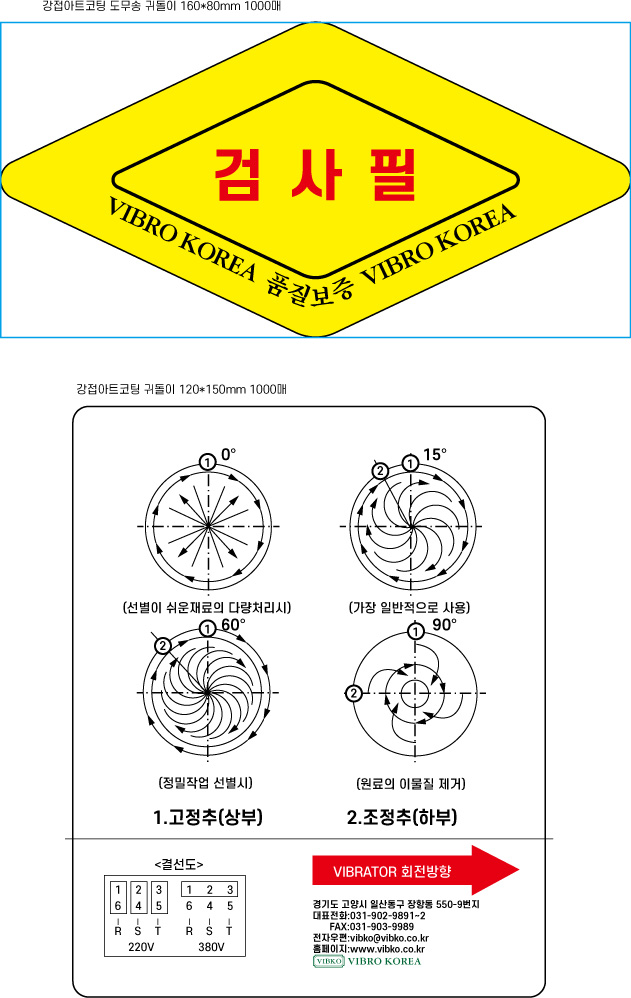 강접아트코팅 도무송 귀돌이 160*80mm 1000매
검 사 필
VIBRO KOREA 품질보증 VIBRO KOREA
강접아트코팅 귀돌이 120*150mm 1000매
1 0°
2 1 15°
(선별이 쉬운재료의 다량처리시) (가장 일반적으로 사용)
2 1 60°
1 90°
2
(정밀작업 선별시) (원료의 이물질 제거)
1.고정추(상부) 2.조정추(하부)
<결선도>
1 2 3 1 2 3
6 4 5 6 4 5
R S T R S T
220V 380V
VIBRATOR 회전방향
경기도 고양시 일산동구 장항동 550-9번지
대표전화:031-902-9891~2
FAX:031-903-9989
전자우편:vibko@vibko.co.kr
홈페이지:www.vibko.co.kr
VIBKO VIBRO KOREA